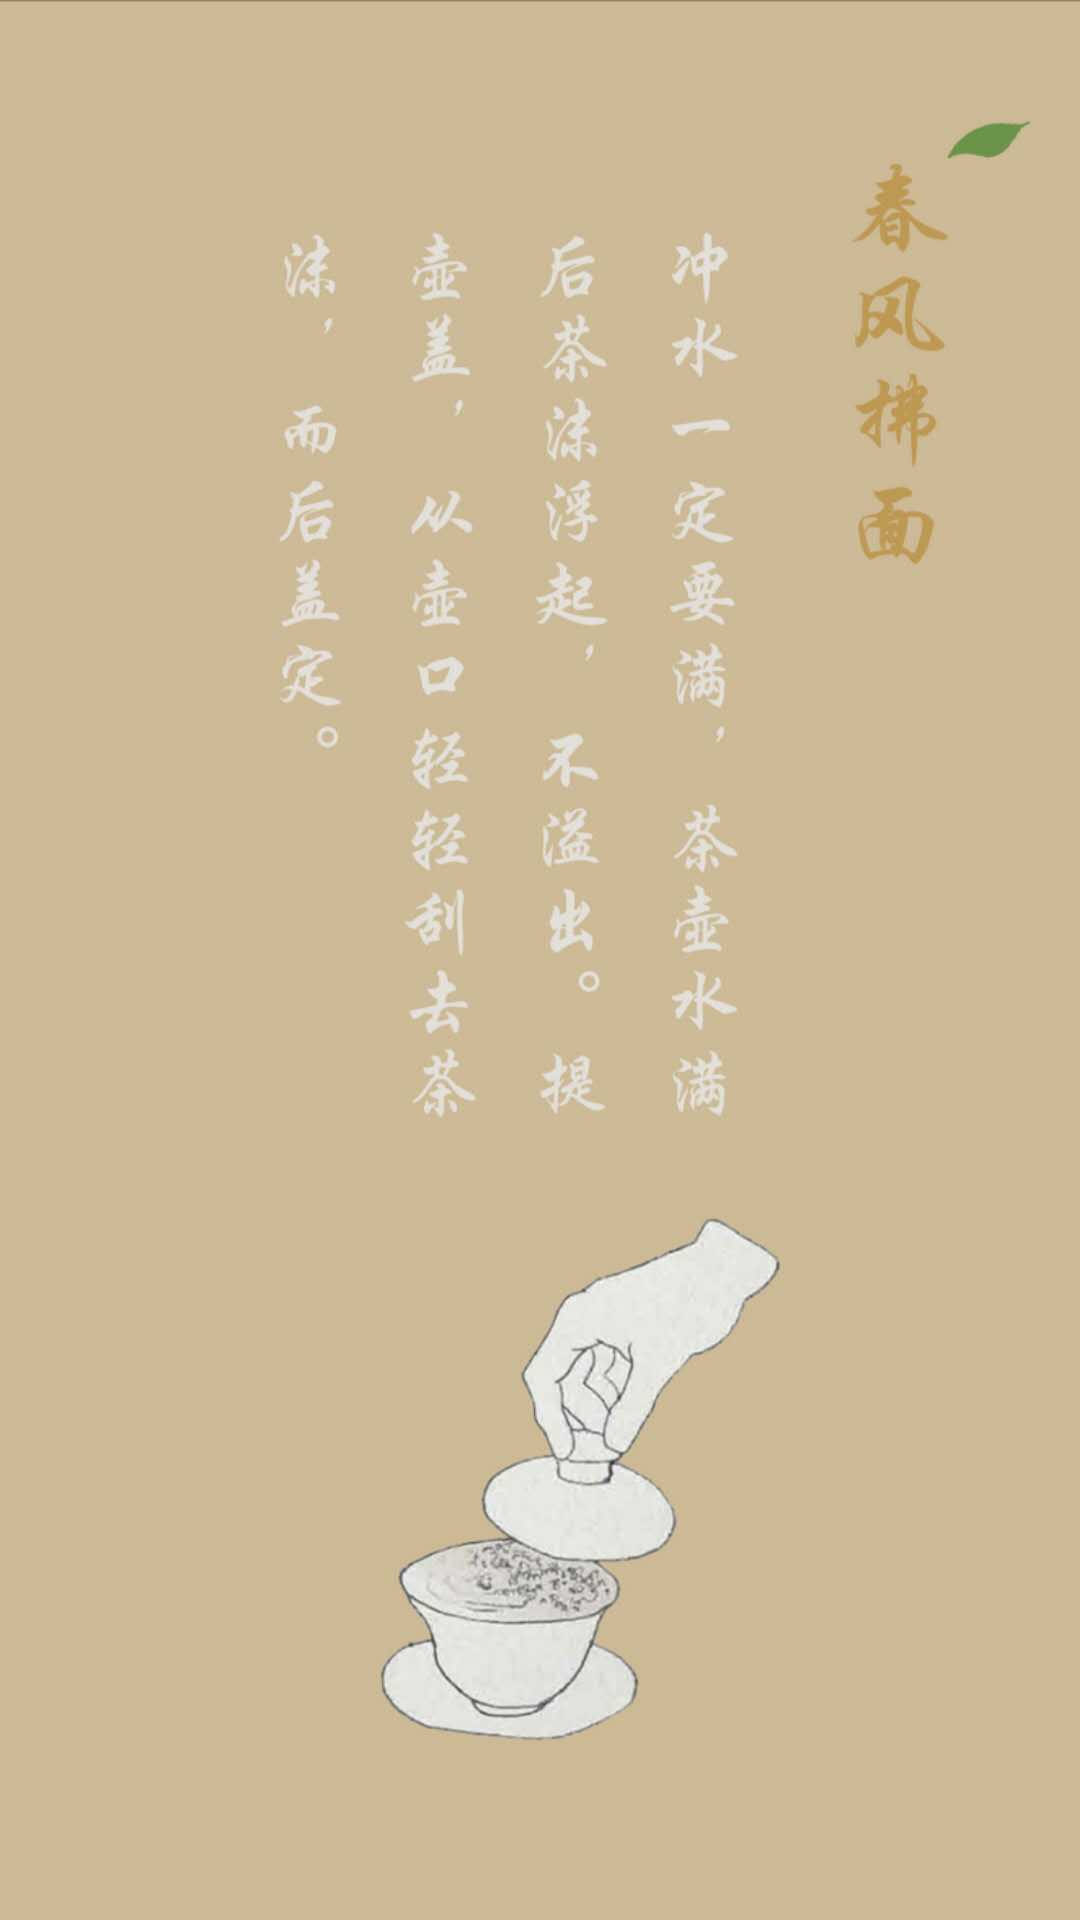 春风拂面
冲水一定要满，茶壶水满
后茶沫浮起，不溢出。提
壶盖，从壶口轻轻刮去茶
沫，而后盖定。